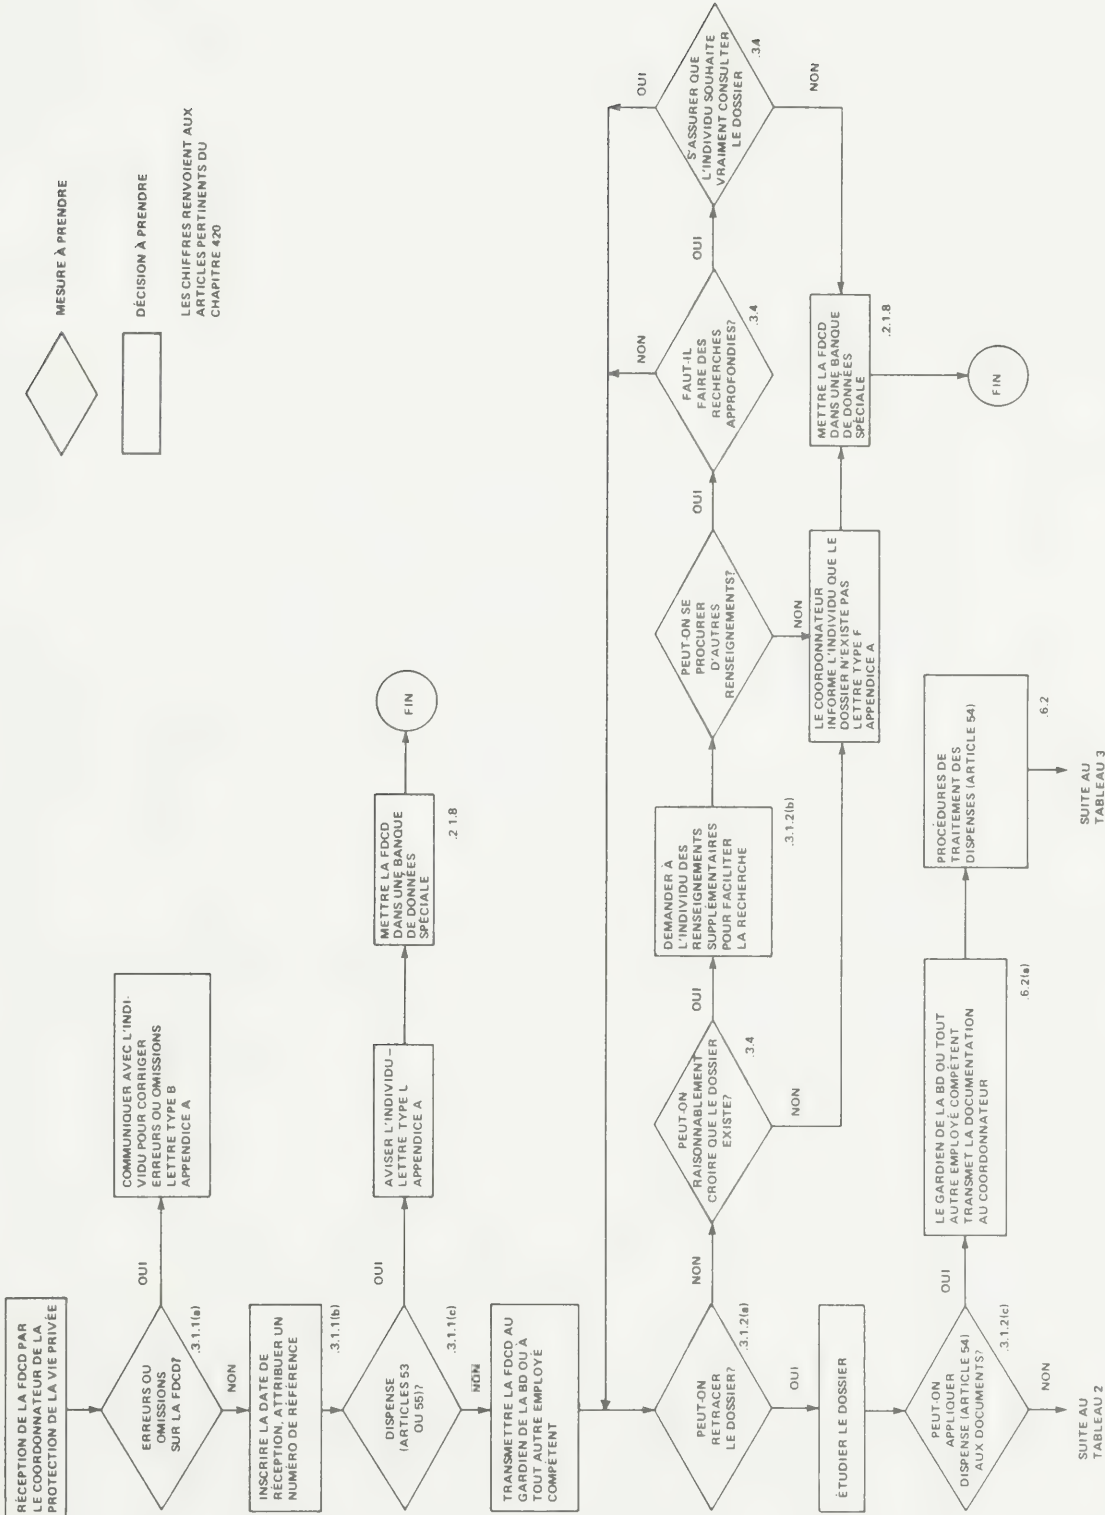 MESURE À PRENDRE
DÉCISION À PRENDRE
LES CHIFFRES RENVOIENT AUX
ARTICLES PERTINENTS DU
CHAPITRE 420
RÉCEPTION DE LA FDCD PAR
LE COORDONNATEUR DE LA
PROTECTION DE LA VIE PRIVÉE
ERREURS OU
OMISSIONS
SUR LA FDCD?
.3.1.1(a)
OUI
NON
COMMUNIQUER AVEC L'INDI-
VIDU POUR CORRIGER
ERREURS OU OMISSIONS
LETTRE TYPE B
APPENDICE A
INSCRIRE LA DATE DE
RÉCEPTION, ATTRIBUER UN
NUMÉRO DE RÉFÉRENCE
.3.1.1(b)
DISPENSE
(ARTICLES 53
OU 55)?
.3.1.1(c)
OUI
NON
AVISER L'INDIVIDU –
LETTRE TYPE L
APPENDICE A
METTRE LA FDCD
DANS UNE BANQUE
DE DONNÉES
SPÉCIALE
.2 1.8
FIN
TRANSMETTRE LA FDCD AU
GARDIEN DE LA BD OU À
TOUT AUTRE EMPLOYÉ
COMPÉTENT
PEUT-ON
RETRACER
LE DOSSIER?
.3.1.2(a)
NON
OUI
PEUT-ON
RAISONNABLEMENT
CROIRE QUE LE DOSSIER
EXISTE?
.3.4
OUI
NON
DEMANDER À
L'INDIVIDU DES
RENSEIGNEMENTS
SUPPLÉMENTAIRES
POUR FACILITER
LA RECHERCHE
.3.1.2(b)
PEUT-ON SE
PROCURER
D'AUTRES
RENSEIGNEMENTS?
OUI
NON
FAUT-IL
FAIRE DES
RECHERCHES
APPROFONDIES?
.3.4
NON
OUI
S'ASSURER QUE
L'INDIVIDU SOUHAITE
VRAIMENT CONSULTER
LE DOSSIER
.3.4
OUI
NON
LE COORDONNATEUR
INFORME L'INDIVIDU QUE LE
DOSSIER N'EXISTE PAS
LETTRE TYPE F
APPENDICE A
METTRE LA FDCD
DANS UNE BANQUE
DE DONNÉES
SPÉCIALE
.2.1.8
FIN
ÉTUDIER LE DOSSIER
PEUT-ON
APPLIQUER
DISPENSE (ARTICLE 54)
AUX DOCUMENTS?
.3.1.2(c)
OUI
NON
LE GARDIEN DE LA BD OU TOUT
AUTRE EMPLOYÉ COMPÉTENT
TRANSMET LA DOCUMENTATION
AU COORDONNATEUR
.6.2(a)
PROCÉDURES DE
TRAITEMENT DES
DISPENSES (ARTICLE 54)
.6.2
SUITE AU
TABLEAU 2
SUITE AU
TABLEAU 3